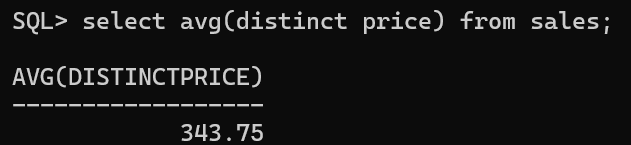 SQL> select avg(distinct price) from sales;
AVG(DISTINCTPRICE)
------------------
343.75